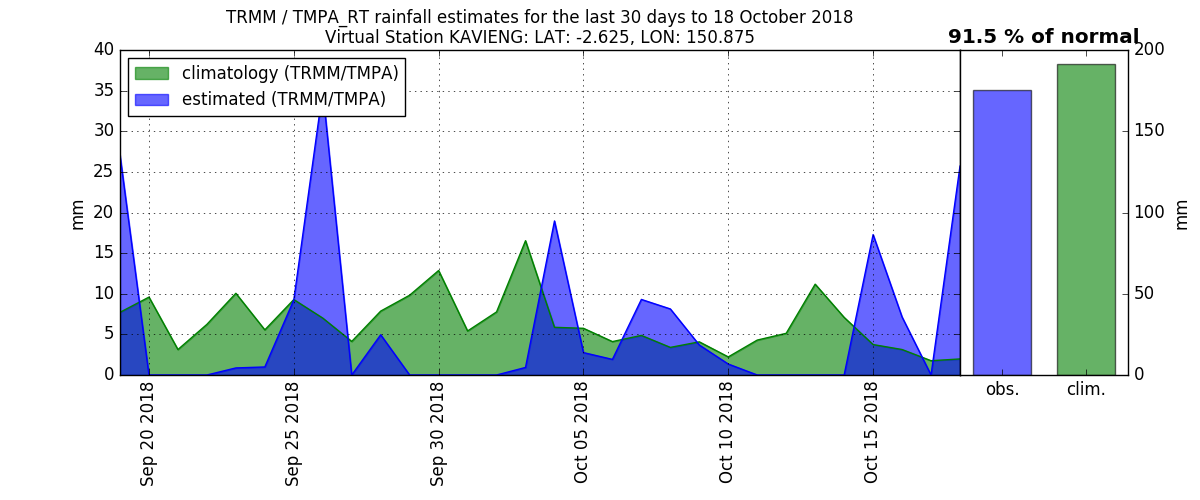 TRMM / TMPA_RT rainfall estimates for the last 30 days to 18 October 2018
Virtual Station KAVIENG: LAT: -2.625, LON: 150.875
91.5 % of normal
climatology (TRMM/TMPA)
estimated (TRMM/TMPA)
40
35
30
25
20
15
10
5
0
mm
200
150
100
50
0
mm
Sep 20 2018
Sep 25 2018
Sep 30 2018
Oct 05 2018
Oct 10 2018
Oct 15 2018
obs.
clim.